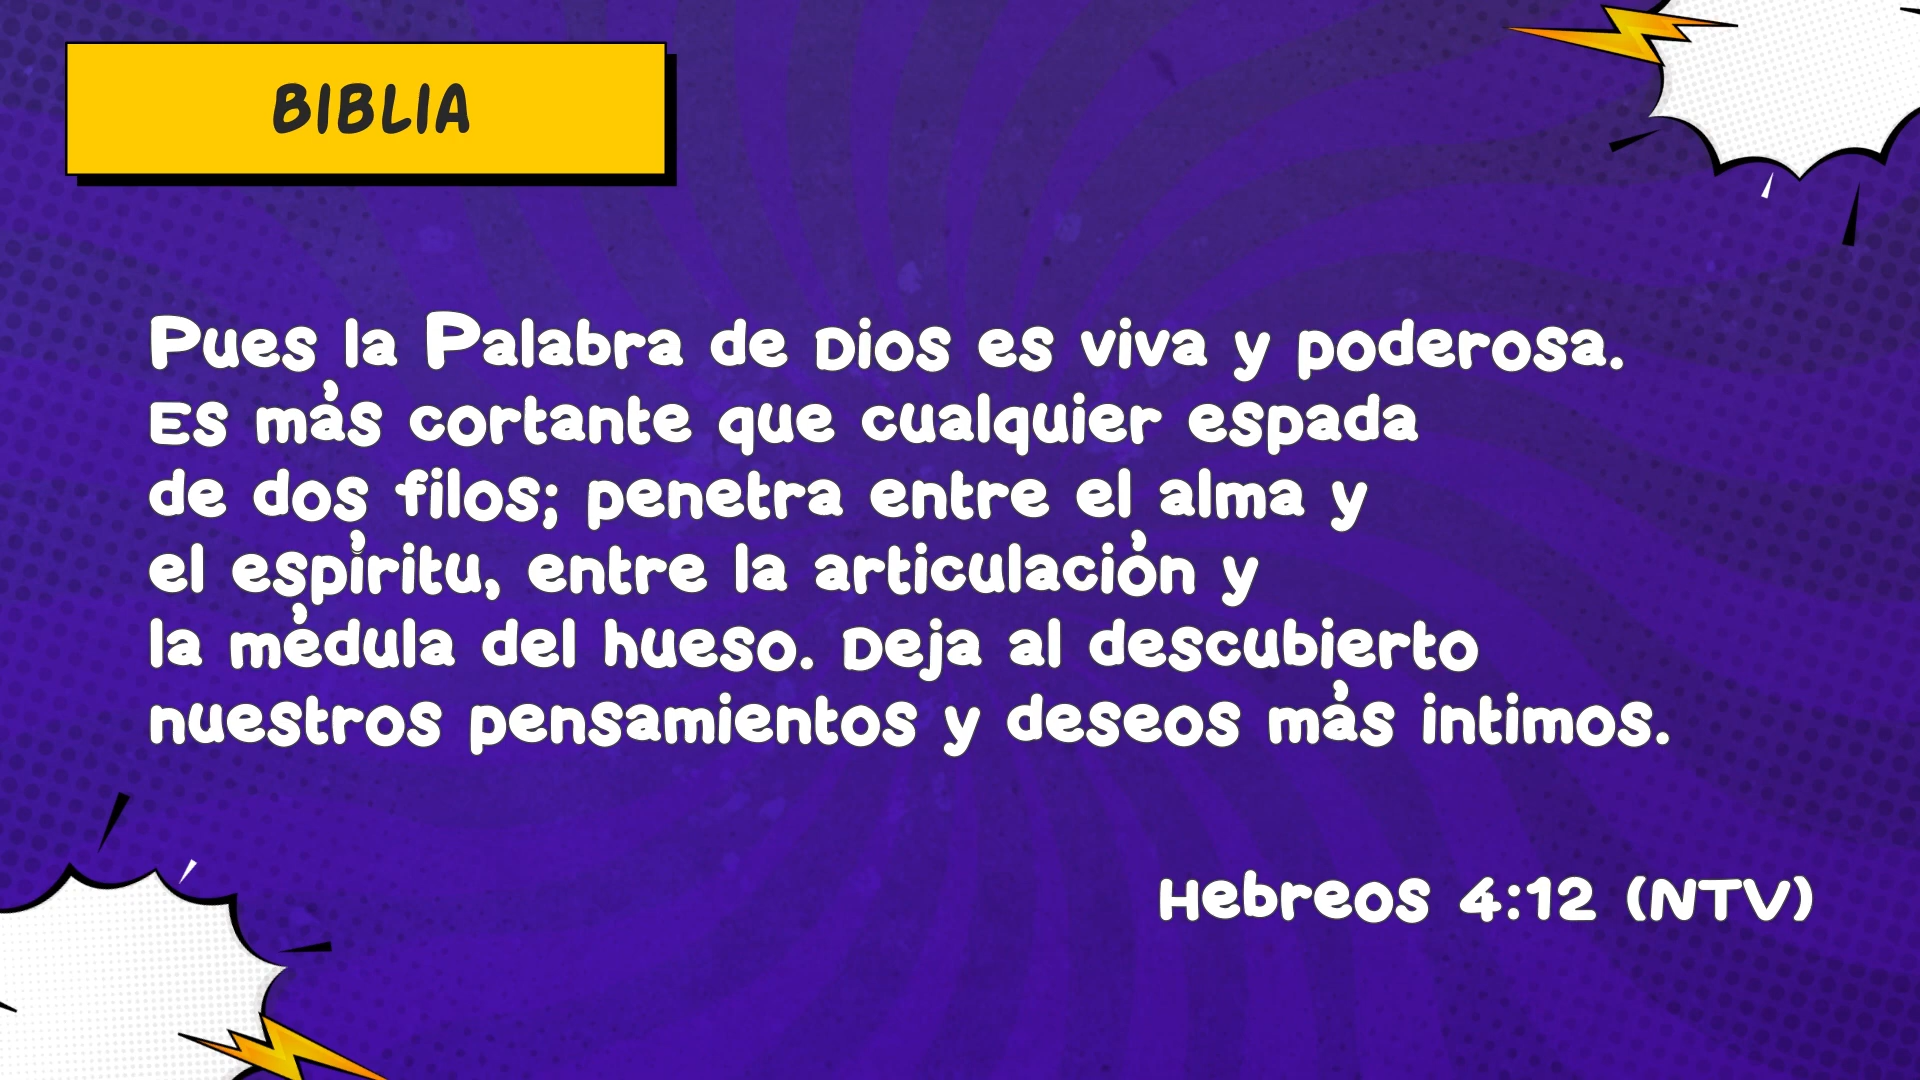 BIBLIA
Pues la Palabra de Dios es viva y poderosa.
Es más cortante que cualquier espada
de dos filos; penetra entre el alma y
el espíritu, entre la articulación y
la médula del hueso. Deja al descubierto
nuestros pensamientos y deseos más intimos.
Hebreos 4:12 (NTV)